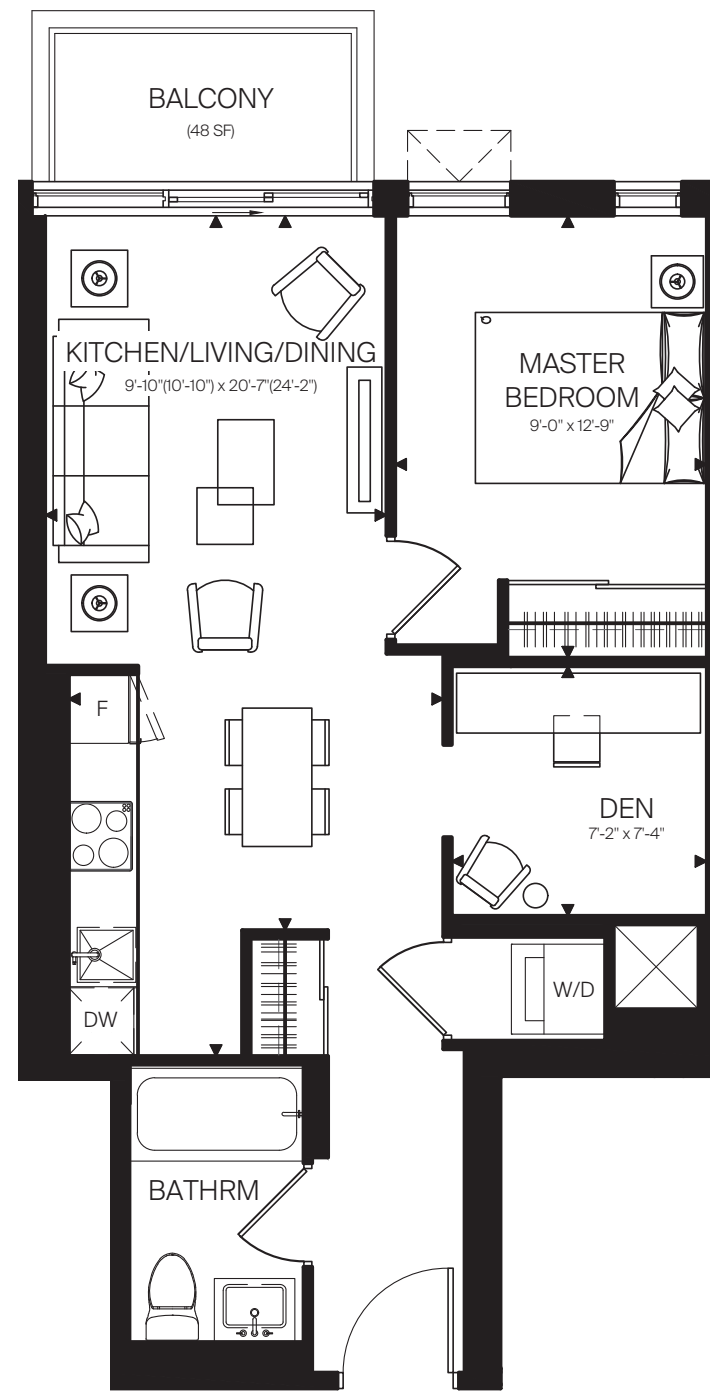 BALCONY
(48 SF)
KITCHEN/LIVING/DINING
9'-10"(10'-10") x 20'-7"(24'-2")
MASTER
BEDROOM
9'-0" x 12'-9"
F
DEN
7'-2" x 7'-4"
W/D
DW
BATHRM